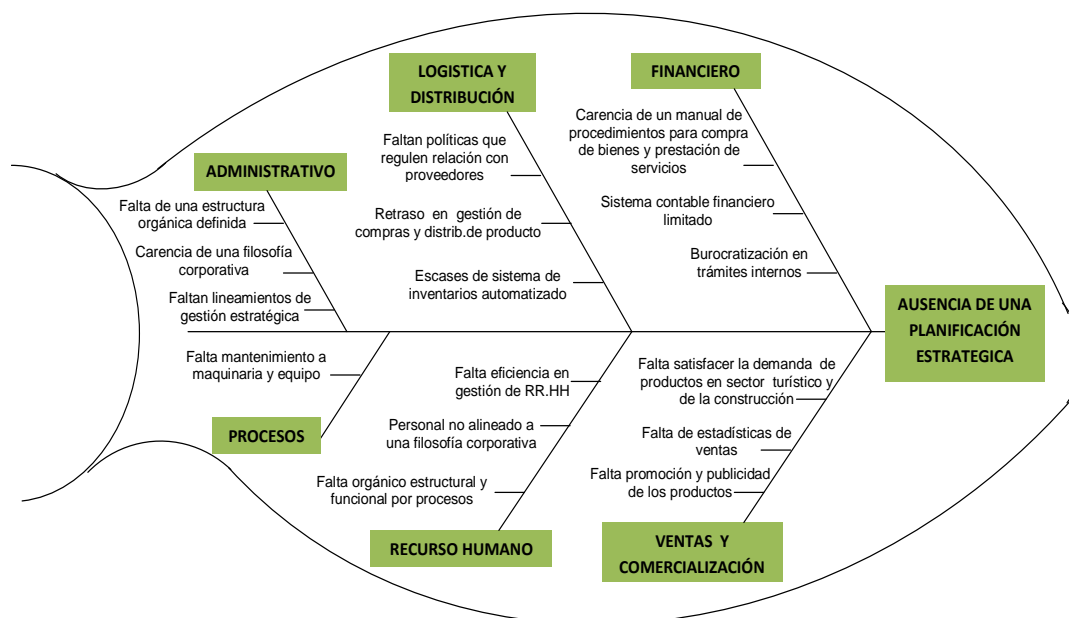 LOGISTICA Y
DISTRIBUCIÓN
Faltan políticas que
regulen relación con
proveedores
Retraso en gestión de
compras y distrib.de producto
Escases de sistema de
inventarios automatizado
FINANCIERO
Carencia de un manual de
procedimientos para compra
de bienes y prestación de
servicios
Sistema contable financiero
limitado
Burocratización en
trámites internos
ADMINISTRATIVO
Falta de una estructura
orgánica definida
Carencia de una filosofía
corporativa
Faltan lineamientos de
gestión estratégica
AUSENCIA DE UNA
PLANIFICACIÓN
ESTRATEGICA
Falta mantenimiento a
maquinaria y equipo
PROCESOS
Falta eficiencia en
gestión de RR.HH
Personal no alineado a
una filosofía corporativa
Falta orgánico estructural y
funcional por procesos
RECURSO HUMANO
Falta satisfacer la demanda de
productos en sector turístico y
de la construcción
Falta de estadísticas de
ventas
Falta promoción y publicidad
de los productos
VENTAS Y
COMERCIALIZACIÓN